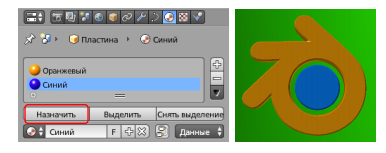 Пластина Синий
Оранжевый
Синий
Назначить Выделить Снять выделение
Синий F Данные